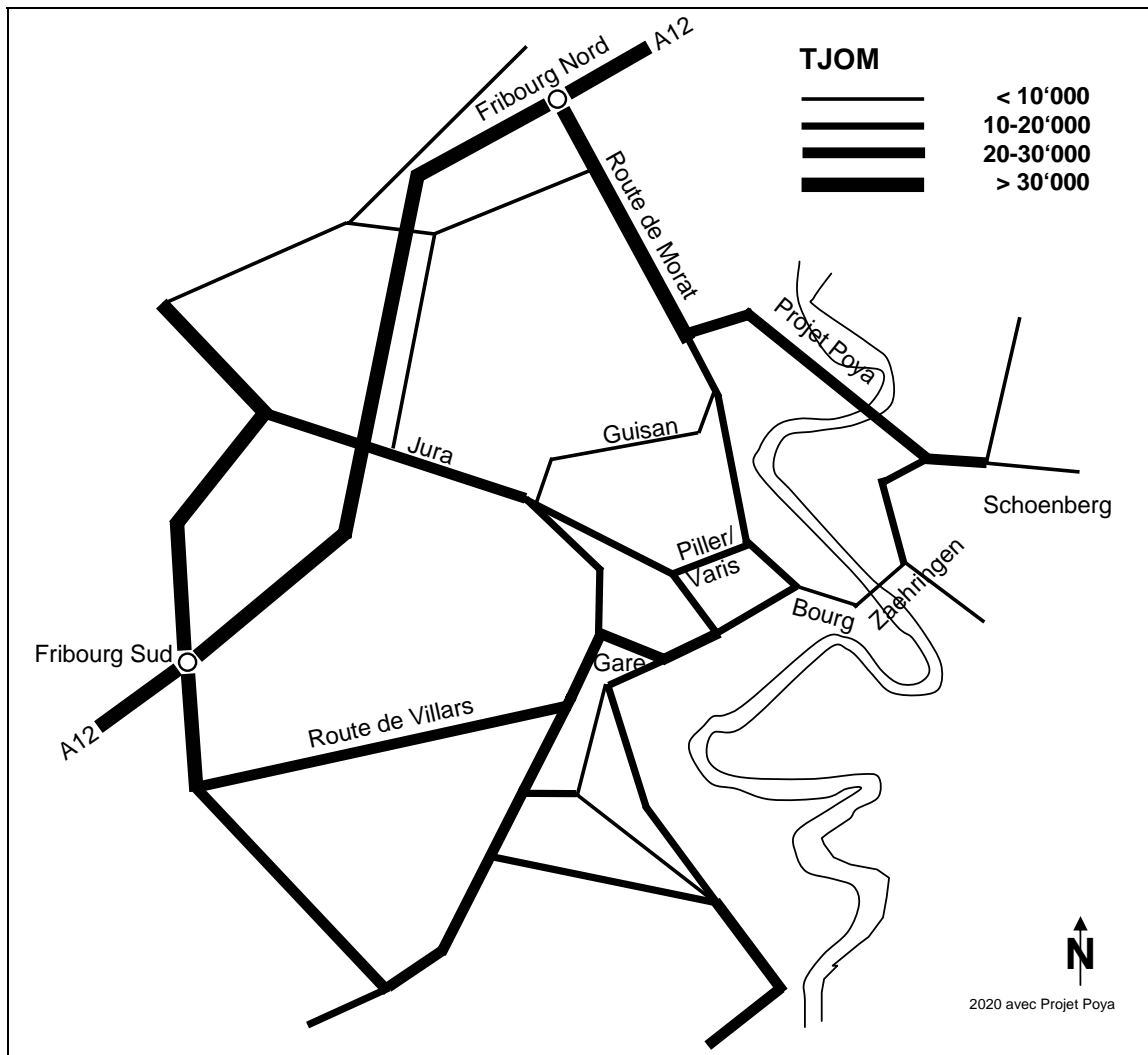 A12
Fribourg Nord
TJOM
< 10‘000
10-20‘000
20-30‘000
> 30‘000
Route de Morat
Projet Poya
Guisan
Jura
Schoenberg
Piller/
Varis
Zaehringen
Bourg
Fribourg Sud
Gare
Route de Villars
A12
N
2020 avec Projet Poya